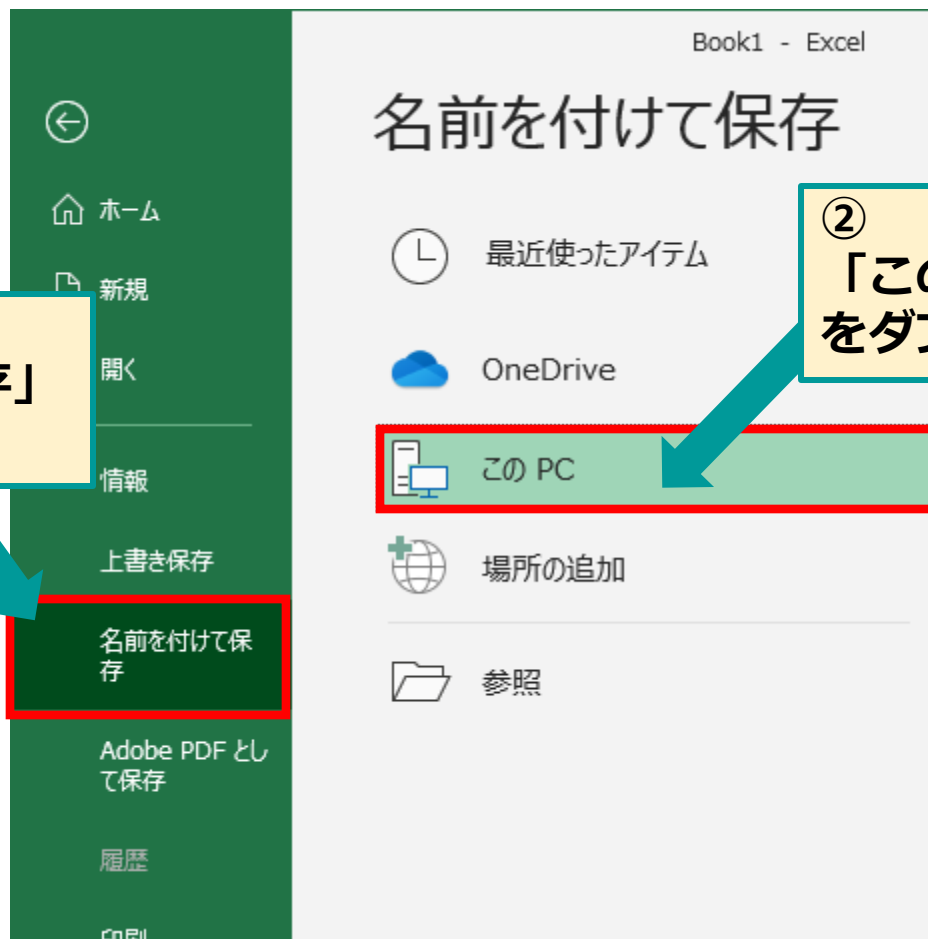 Book1 - Excel
名前を付けて保存
ホーム
新規
開く
情報
上書き保存
名前を付けて保
存
Adobe PDF とし
て保存
履歴
印刷
存」
最近使ったアイテム
OneDrive
この PC
場所の追加
参照
②
「この
をダブ